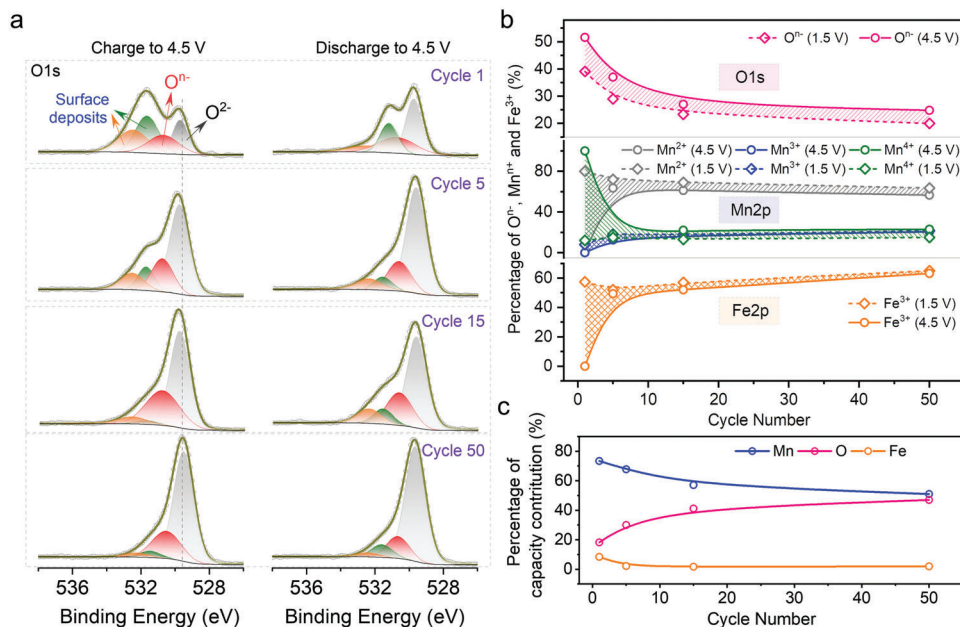 a
Charge to 4.5 V
Discharge to 4.5 V
O1s
Cycle 1
Surface
deposits
Oⁿ⁻
O²⁻
Cycle 5
Cycle 15
Cycle 50
536 532 528
536 532 528
Binding Energy (eV)
Binding Energy (eV)
b
Percentage of Oⁿ⁻, Mnⁿ⁺ and Fe³⁺ (%)
50
40
30
20
Oⁿ⁻ (1.5 V) Oⁿ⁻ (4.5 V)
O1s
80
40
0
Mn²⁺ (4.5 V) Mn³⁺ (4.5 V) Mn⁴⁺ (4.5 V)
Mn²⁺ (1.5 V) Mn³⁺ (1.5 V) Mn⁴⁺ (1.5 V)
Mn2p
60
40
20
0
Fe2p
Fe³⁺ (1.5 V)
Fe³⁺ (4.5 V)
0 10 20 30 40 50
Cycle Number
c
Percentage of
capacity contribution (%)
80
60
40
20
0
Mn O Fe
0 10 20 30 40 50
Cycle Number